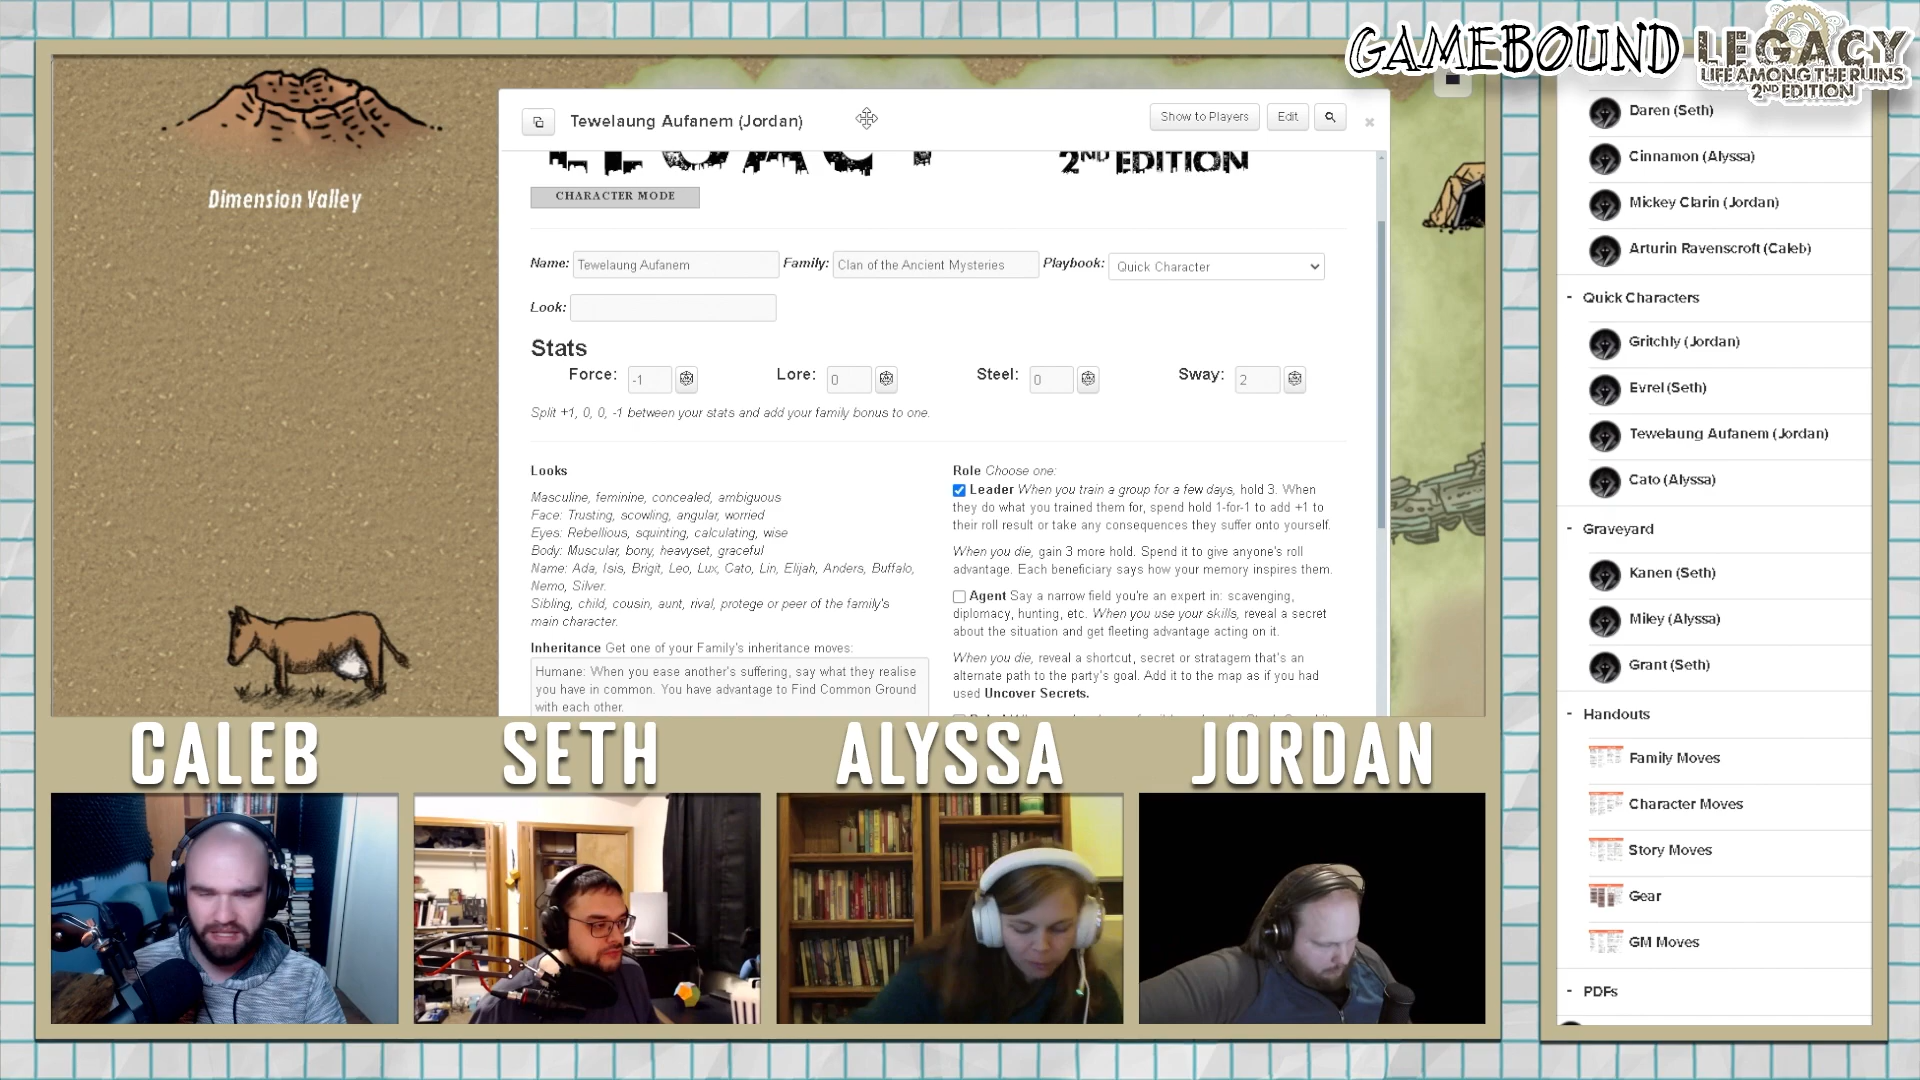 GAMEBOUND
LEGACY
LIFE AMONG THE RUINS
2ND EDITION
Dimension Valley
Tewelaung Aufanem (Jordan)
Show to Players
Edit
LEGACY
2ND EDITION
CHARACTER MODE
Name: Tewelaung Aufanem Family: Clan of the Ancient Mysteries Playbook: Quick Character
Look:
Stats
Force: -1 Lore: 0 Steel: 0 Sway: 2
Split +1, 0, 0, -1 between your stats and add your family bonus to one.
Looks
Masculine, feminine, concealed, ambiguous
Face: Trusting, scowling, angular, worried
Eyes: Rebellious, squinting, calculating, wise
Body: Muscular, bony, heavyset, graceful
Name: Ada, Isis, Brigit, Leo, Lux, Cato, Lin, Elijah, Anders, Buffalo,
Nemo, Silver.
Sibling, child, cousin, aunt, rival, protege or peer of the family's
main character.
Inheritance Get one of your Family's inheritance moves:
Humane: When you ease another's suffering, say what they realise
you have in common. You have advantage to Find Common Ground
with each other.
Role Choose one:
Leader When you train a group for a few days, hold 3. When
they do what you trained them for, spend hold 1-for-1 to add +1 to
their roll result or take any consequences they suffer onto yourself.
When you die, gain 3 more hold. Spend it to give anyone's roll
advantage. Each beneficiary says how your memory inspires them.
Agent Say a narrow field you're an expert in: scavenging,
diplomacy, hunting, etc. When you use your skills, reveal a secret
about the situation and get fleeting advantage acting on it.
When you die, reveal a shortcut, secret or stratagem that's an
alternate path to the party's goal. Add it to the map as if you had
used Uncover Secrets.
Daren (Seth)
Cinnamon (Alyssa)
Mickey Clarin (Jordan)
Arturin Ravenscroft (Caleb)
- Quick Characters
Gritchly (Jordan)
Evrel (Seth)
Tewelaung Aufanem (Jordan)
Cato (Alyssa)
- Graveyard
Kanen (Seth)
Miley (Alyssa)
Grant (Seth)
- Handouts
Family Moves
Character Moves
Story Moves
Gear
GM Moves
- PDFs
CALEB
SETH
ALYSSA
JORDAN